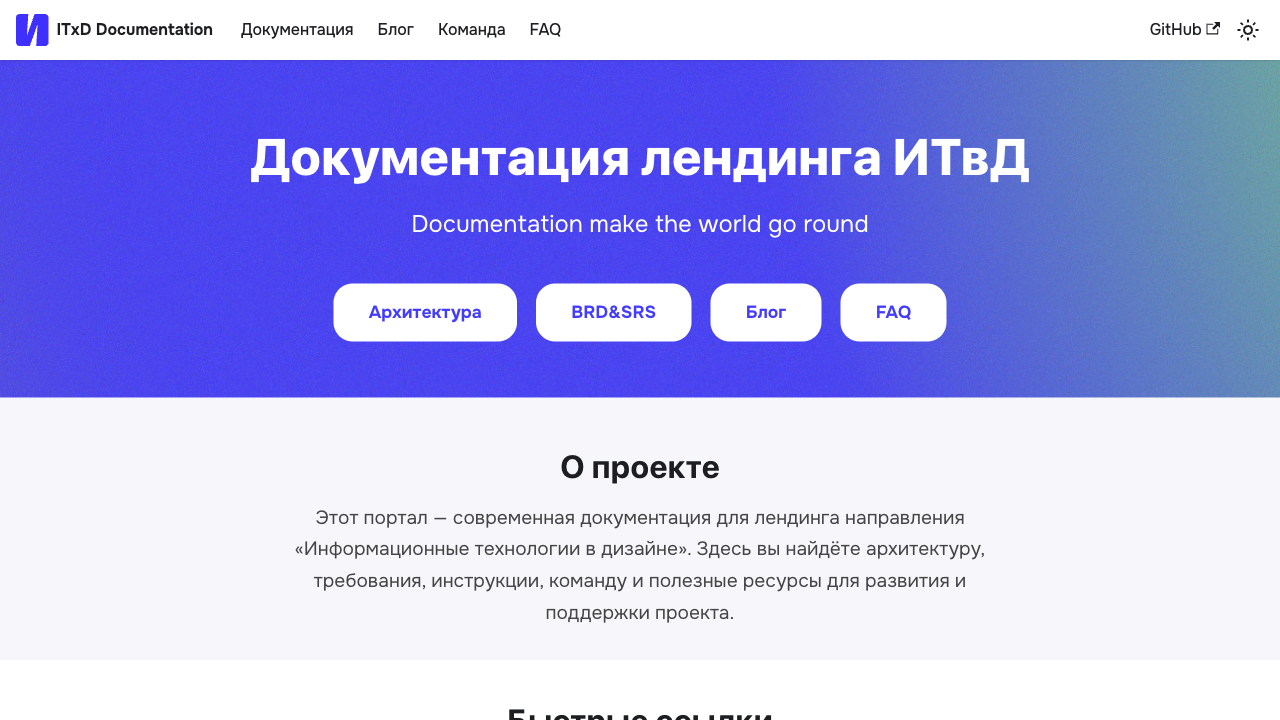 ITxD Documentation Документация Блог Команда FAQ GitHub
Документация лендинга ИТвД
Documentation make the world go round
Архитектура BRD&SRS Блог FAQ
О проекте
Этот портал — современная документация для лендинга направления
«Информационные технологии в дизайне». Здесь вы найдёте архитектуру,
требования, инструкции, команду и полезные ресурсы для развития и
поддержки проекта.
Быстрые ссылки